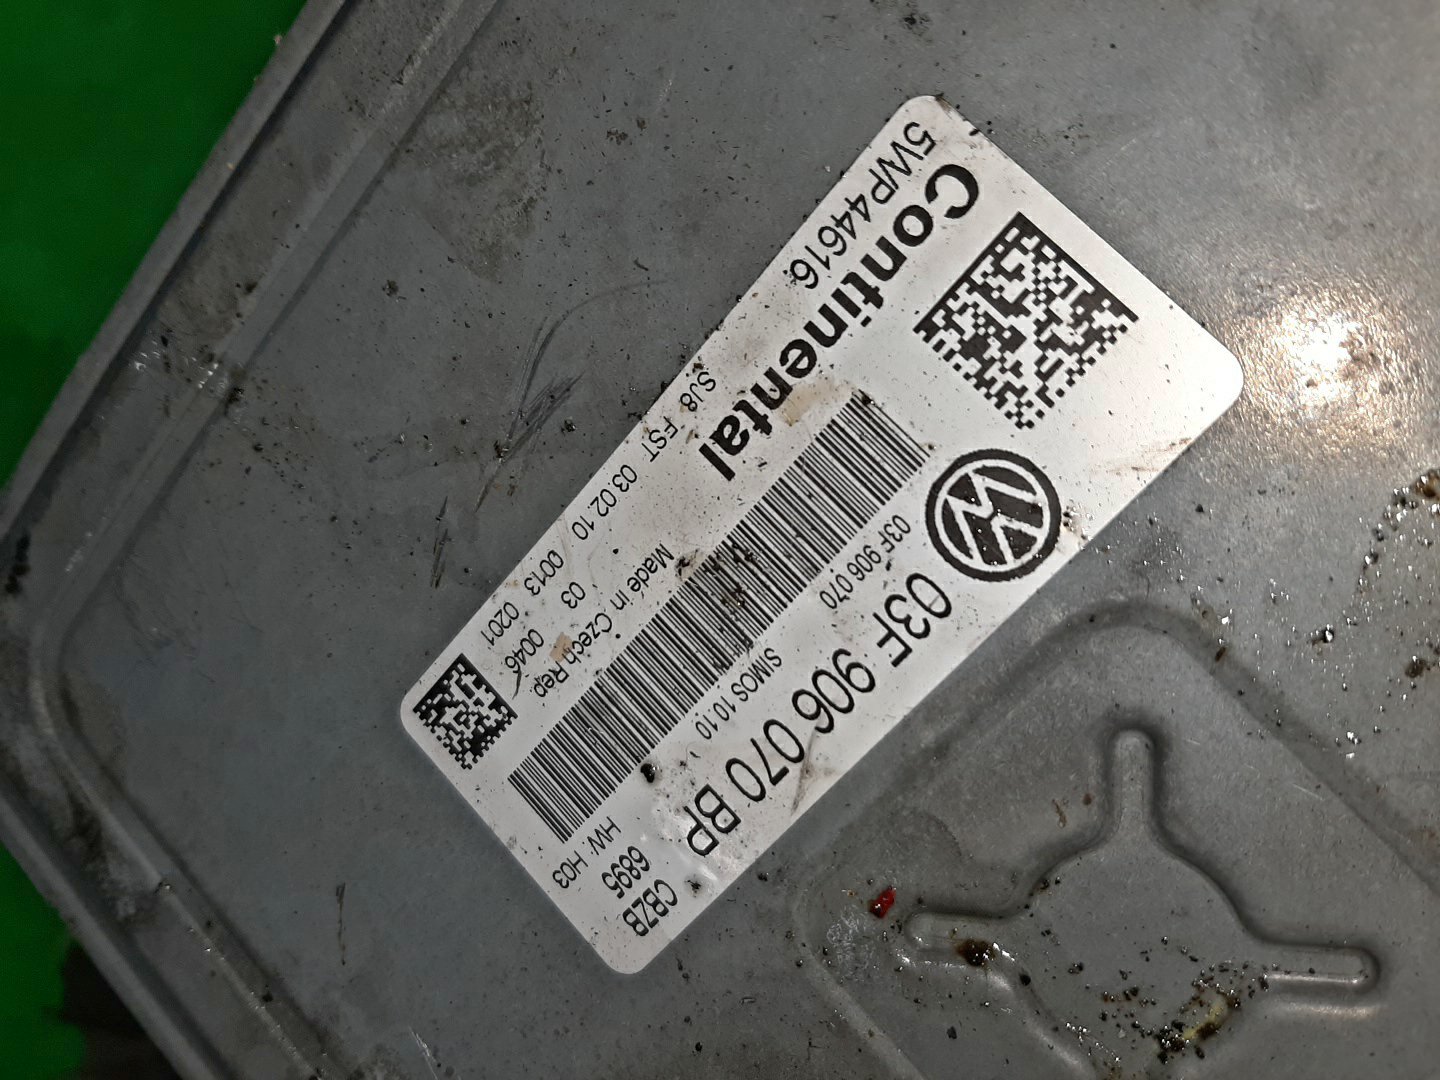 5WP44616
Continental
SJ8 FST 03.02.10 0013 0201
03 0046
Made in Czech Rep
03F 906 070
SIMOS 10.10
HW H03
03F 906 070 BP
6895
CBZB